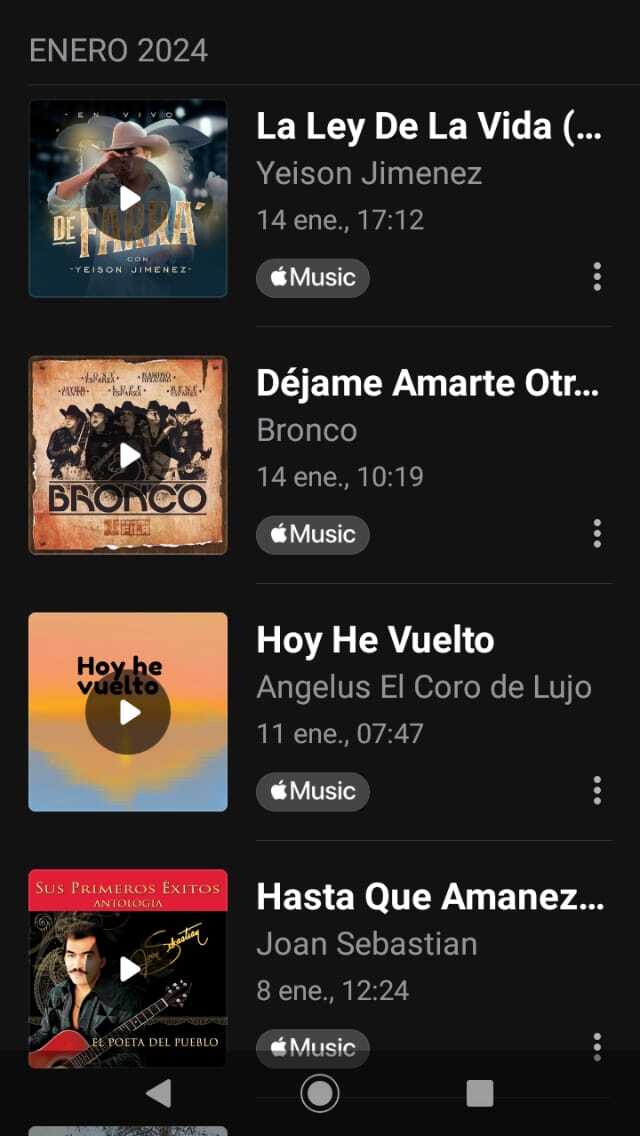 ENERO 2024
EN VIVO
DE FARRA
CON
-YEISON JIMENEZ-
La Ley De La Vida (...
Yeison Jimenez
14 ene., 17:12
Music
BRONCO
Déjame Amarte Otr...
Bronco
14 ene., 10:19
Music
Hoy he
vuelto
Hoy He Vuelto
Angelus El Coro de Lujo
11 ene., 07:47
Music
SUS PRIMEROS ÉXITOS
ANTOLOGIA
Joan Sebastian
EL POETA DEL PUEBLO
Hasta Que Amanez...
Joan Sebastian
8 ene., 12:24
Music